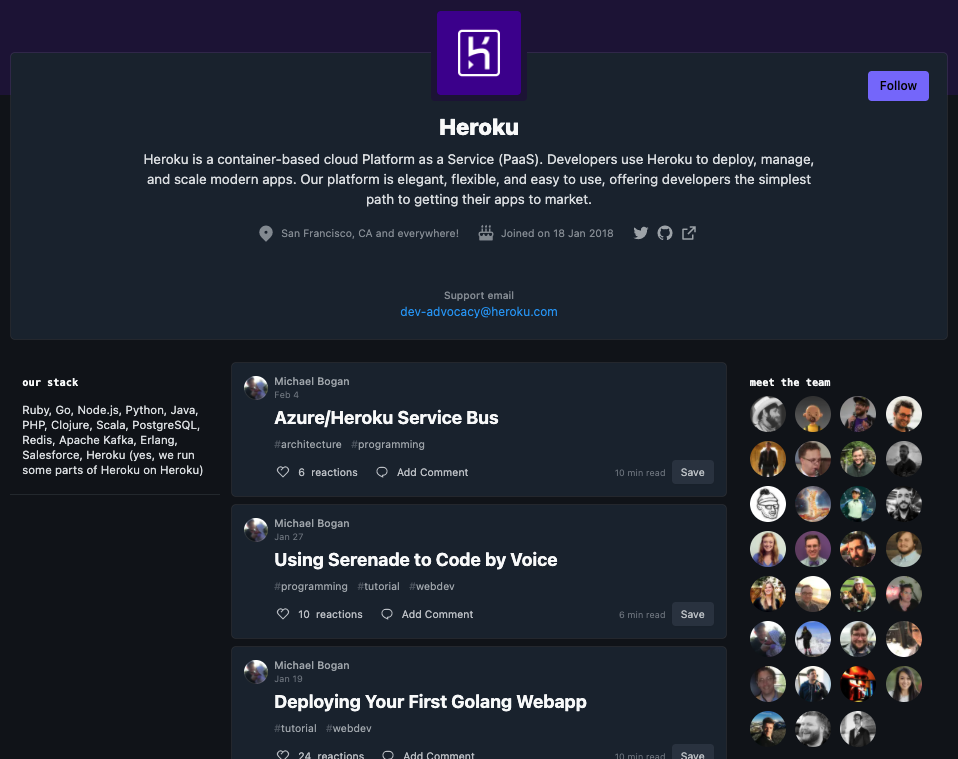 Follow
Heroku
Heroku is a container-based cloud Platform as a Service (PaaS). Developers use Heroku to deploy, manage,
and scale modern apps. Our platform is elegant, flexible, and easy to use, offering developers the simplest
path to getting their apps to market.
San Francisco, CA and everywhere! Joined on 18 Jan 2018
Support email
dev-advocacy@heroku.com
our stack
Ruby, Go, Node.js, Python, Java,
PHP, Clojure, Scala, PostgreSQL,
Redis, Apache Kafka, Erlang,
Salesforce, Heroku (yes, we run
some parts of Heroku on Heroku)
Michael Bogan
Feb 4
Azure/Heroku Service Bus
#architecture #programming
6 reactions Add Comment 10 min read Save
Michael Bogan
Jan 27
Using Serenade to Code by Voice
#programming #tutorial #webdev
10 reactions Add Comment 6 min read Save
Michael Bogan
Jan 19
Deploying Your First Golang Webapp
#tutorial #webdev
24 reactions Add Comment 10 min read Save
meet the team